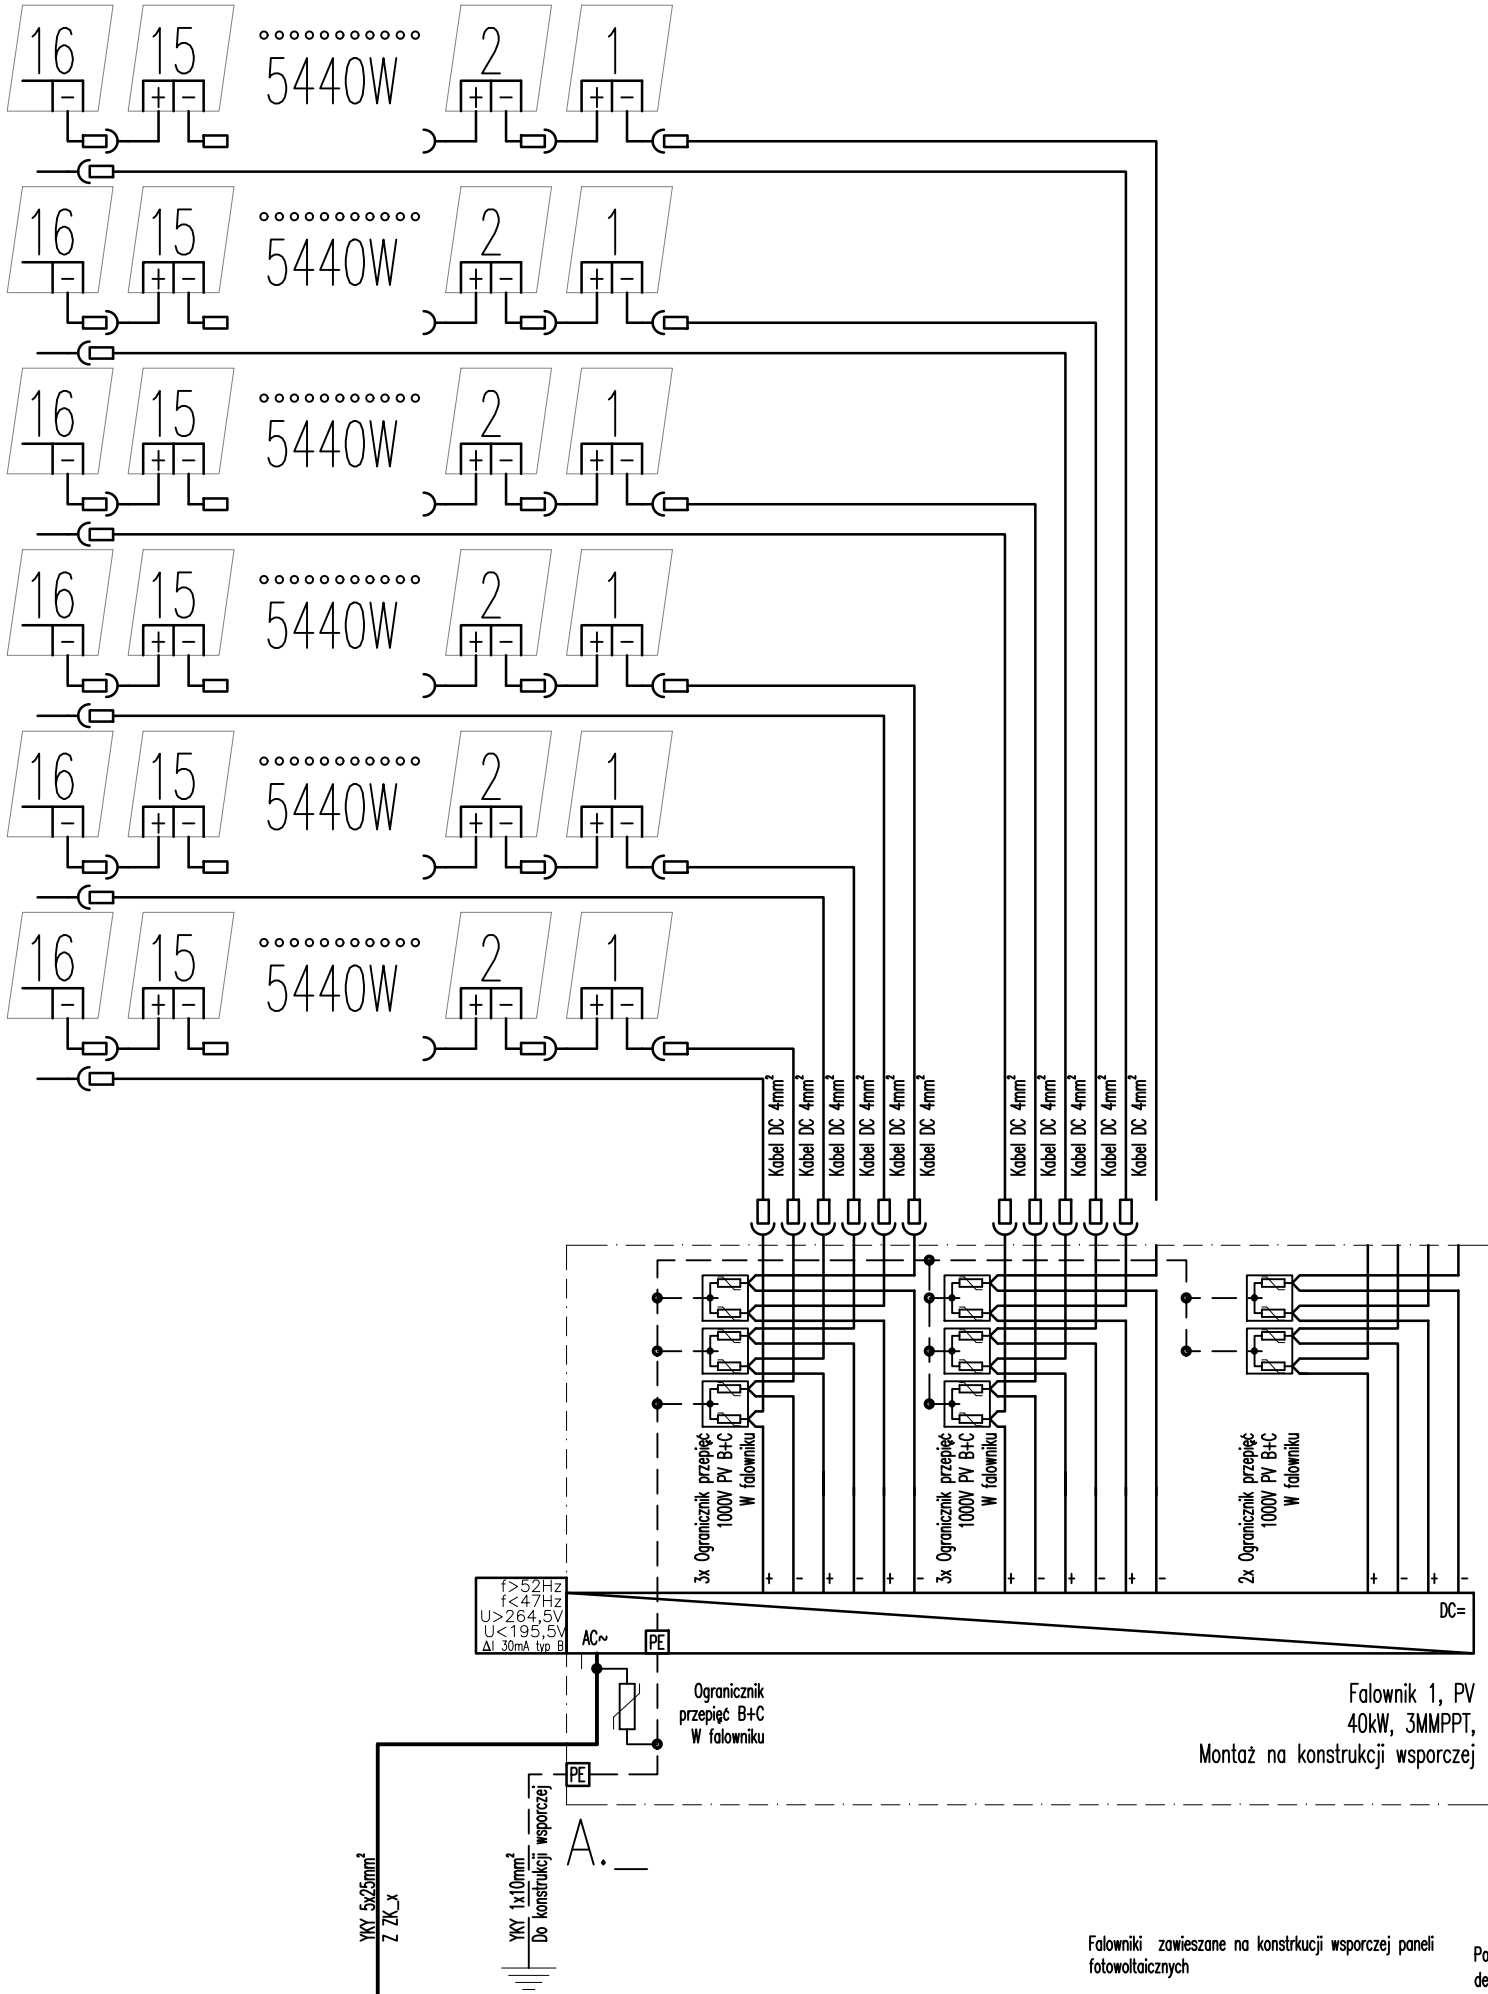 16 15 5440W 2 1
- + - + - + -
16 15 5440W 2 1
- + - + - + -
16 15 5440W 2 1
- + - + - + -
16 15 5440W 2 1
- + - + - + -
16 15 5440W 2 1
- + - + - + -
16 15 5440W 2 1
- + - + - + -
Kabel DC 4mm²
Kabel DC 4mm²
Kabel DC 4mm²
Kabel DC 4mm²
Kabel DC 4mm²
Kabel DC 4mm²
Kabel DC 4mm²
Kabel DC 4mm²
Kabel DC 4mm²
Kabel DC 4mm²
Kabel DC 4mm²
3x Ogranicznik przepięć
1000V PV B+C
W falowniku
3x Ogranicznik przepięć
1000V PV B+C
W falowniku
2x Ogranicznik przepięć
1000V PV B+C
W falowniku
+ - + - + - + - + - + - + - + -
f>52Hz
f<47Hz
U>264,5V
U<195,5V
ΔI 30mA typ B
AC~
PE
DC=
Ogranicznik
przepięć B+C
W falowniku
Falownik 1, PV
40kW, 3MMPPT,
Montaż na konstrukcji wsporczej
PE
A.__
YKY 5x25mm²
Z ZK_x
YKY 1x10mm²
Do konstrukcji wsporczej
Falowniki zawieszane na konstrkucji wsporczej paneli
fotowoltaicznych